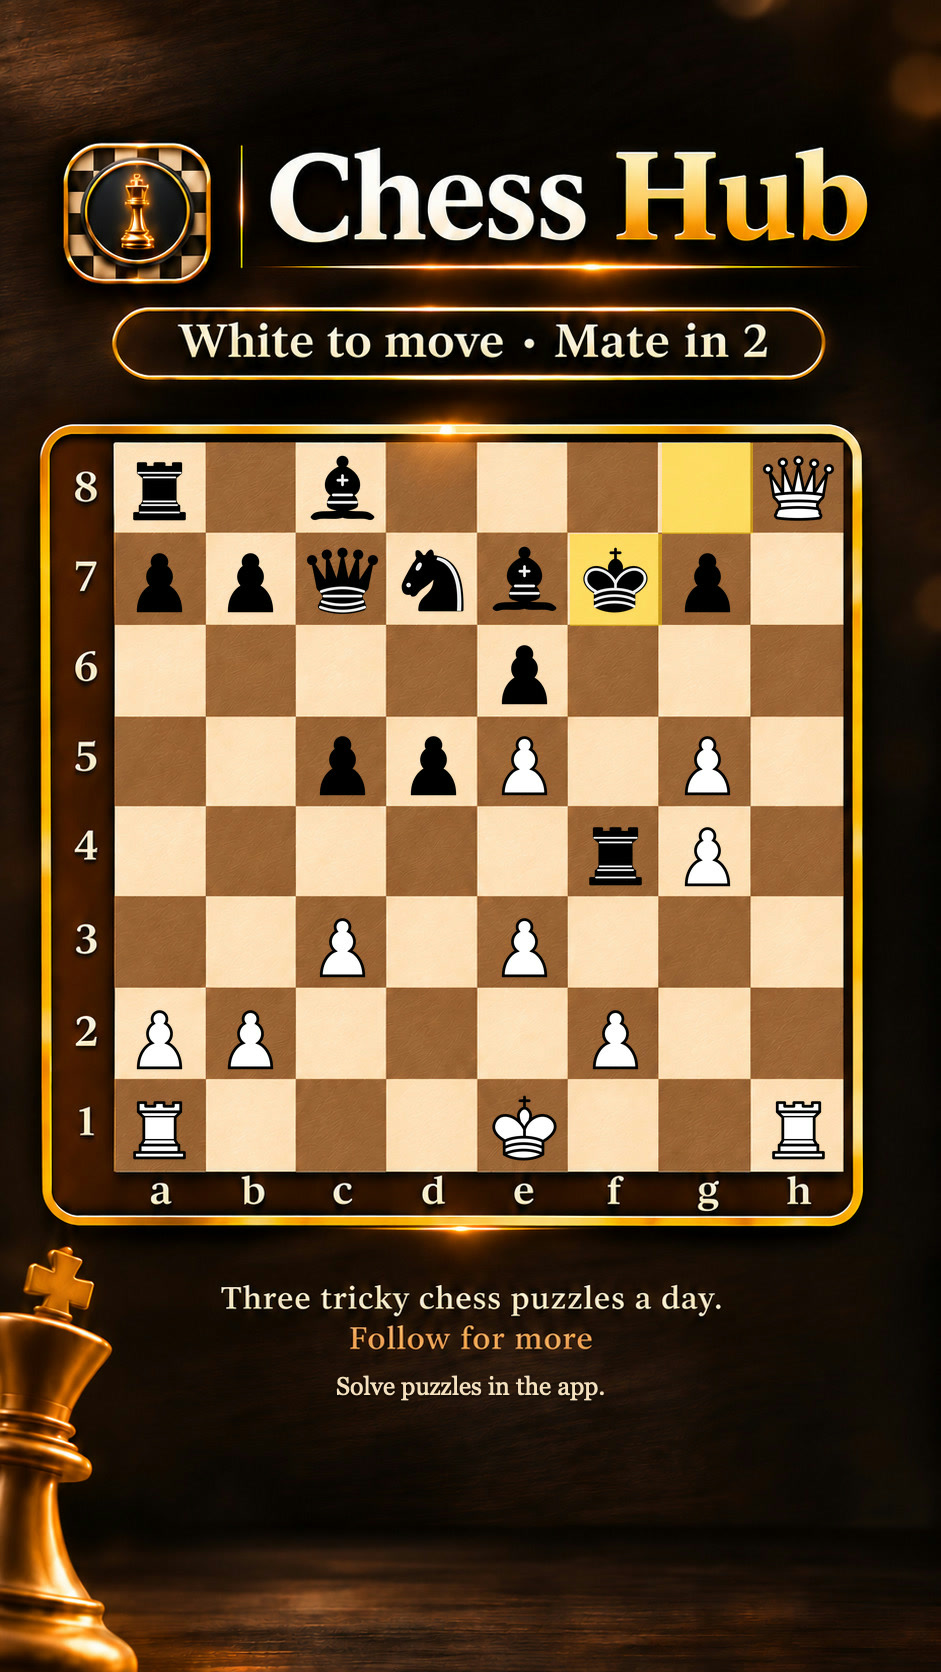 Chess Hub
White to move • Mate in 2
8
7
6
5
4
3
2
1
a b c d e f g h
Three tricky chess puzzles a day.
Follow for more
Solve puzzles in the app.